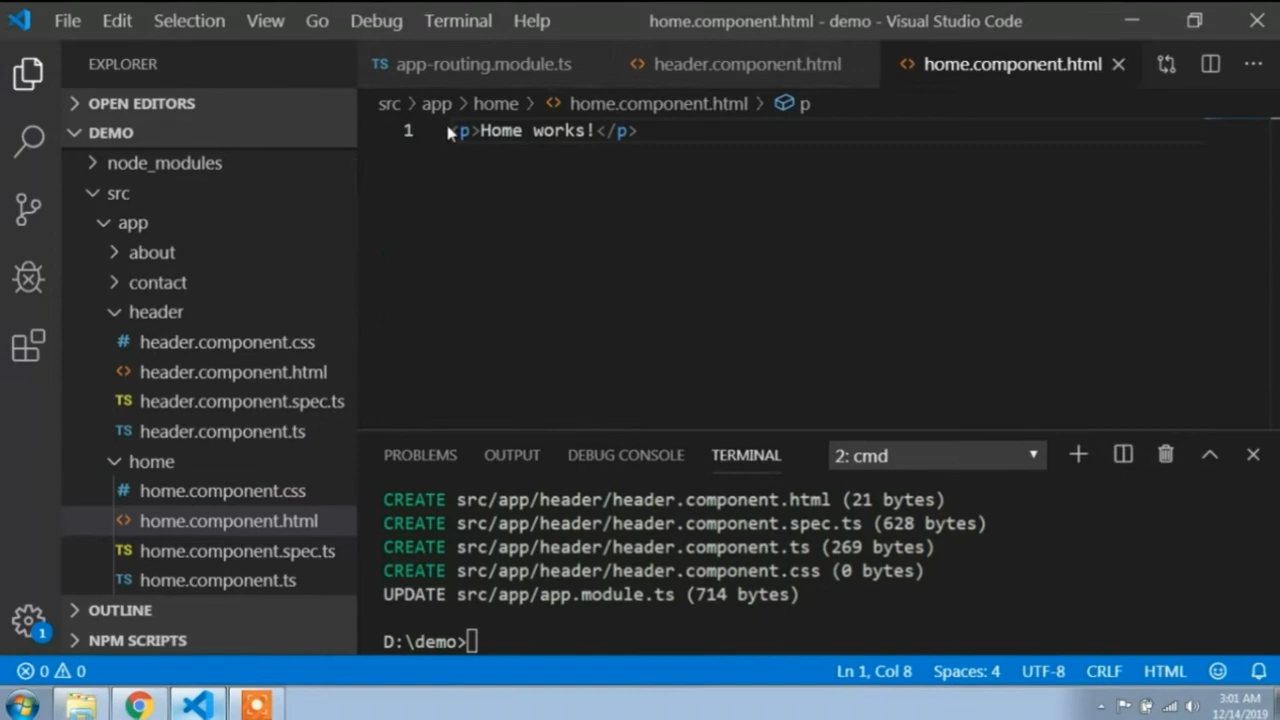 File Edit Selection View Go Debug Terminal Help home.component.html - demo - Visual Studio Code
EXPLORER
OPEN EDITORS
DEMO
node_modules
src
app
about
contact
header
# header.component.css
<> header.component.html
TS header.component.spec.ts
TS header.component.ts
home
# home.component.css
<> home.component.html
TS home.component.spec.ts
TS home.component.ts
OUTLINE
NPM SCRIPTS
1
TS app-routing.module.ts <> header.component.html <> home.component.html
src > app > home > <> home.component.html > p
1 <p>Home works!</p>
PROBLEMS OUTPUT DEBUG CONSOLE TERMINAL 2: cmd
CREATE src/app/header/header.component.html (21 bytes)
CREATE src/app/header/header.component.spec.ts (628 bytes)
CREATE src/app/header/header.component.ts (269 bytes)
CREATE src/app/header/header.component.css (0 bytes)
UPDATE src/app/app.module.ts (714 bytes)
D:\demo>
0 0 Ln 1, Col 8 Spaces: 4 UTF-8 CRLF HTML
3:01 AM
12/14/2019